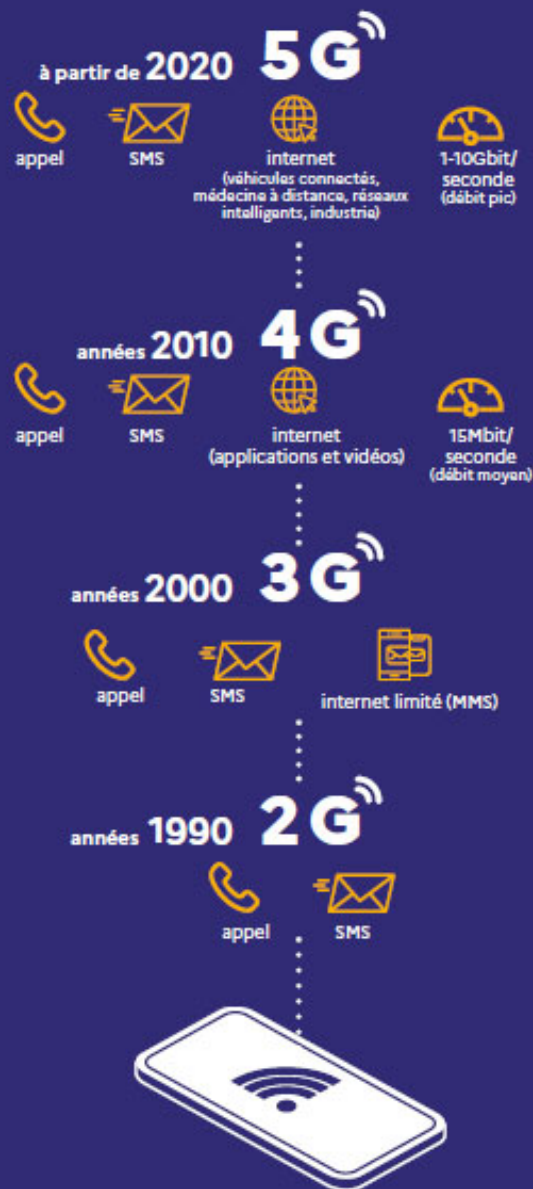 à partir de 2020 5G
appel
SMS
internet
(véhicules connectés,
médecine à distance, réseaux
intelligents, industrie)
1-10Gbit/
seconde
(débit pic)
années 2010 4G
appel
SMS
internet
(applications et vidéos)
15Mbit/
seconde
(débit moyen)
années 2000 3G
appel
SMS
internet limité (MMS)
années 1990 2G
appel
SMS